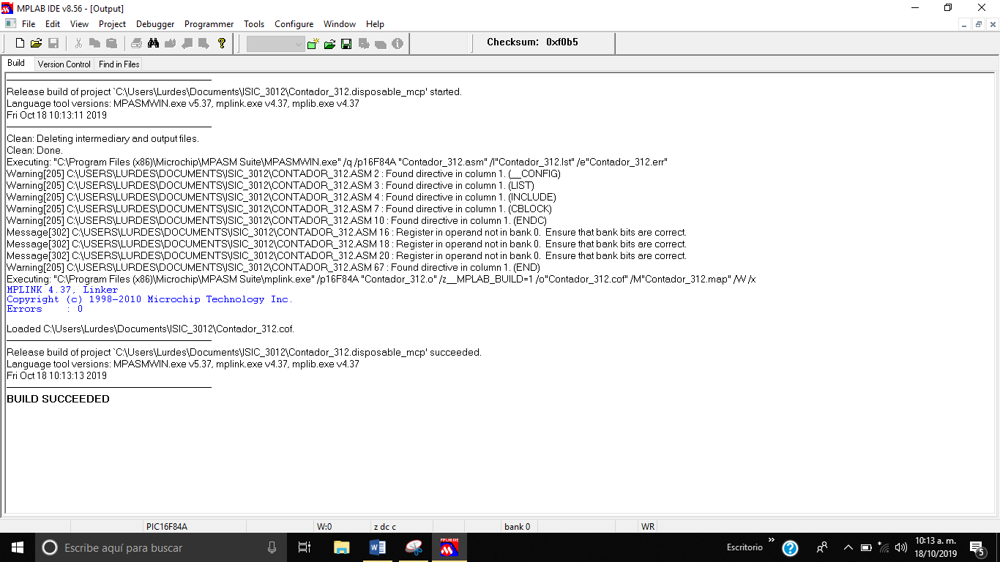 MPLAB IDE v8.56 - [Output]
File Edit View Project Debugger Programmer Tools Configure Window Help
Checksum: 0xf0b5
Build Version Control Find in Files
Release build of project `C:\Users\Lurdes\Documents\ISIC_3012\Contador_312.disposable_mcp' started.
Language tool versions: MPASMWIN.exe v5.37, mplink.exe v4.37, mplib.exe v4.37
Fri Oct 18 10:13:11 2019
Clean: Deleting intermediary and output files.
Clean: Done.
Executing: "C:\Program Files (x86)\Microchip\MPASM Suite\MPASMWIN.exe" /q /p16F84A "Contador_312.asm" /l"Contador_312.lst" /e"Contador_312.err"
Warning[205] C:\USERS\LURDES\DOCUMENTS\ISIC_3012\CONTADOR_312.ASM 2 : Found directive in column 1. (__CONFIG)
Warning[205] C:\USERS\LURDES\DOCUMENTS\ISIC_3012\CONTADOR_312.ASM 3 : Found directive in column 1. (LIST)
Warning[205] C:\USERS\LURDES\DOCUMENTS\ISIC_3012\CONTADOR_312.ASM 4 : Found directive in column 1. (INCLUDE)
Warning[205] C:\USERS\LURDES\DOCUMENTS\ISIC_3012\CONTADOR_312.ASM 7 : Found directive in column 1. (CBLOCK)
Warning[205] C:\USERS\LURDES\DOCUMENTS\ISIC_3012\CONTADOR_312.ASM 10 : Found directive in column 1. (ENDC)
Message[302] C:\USERS\LURDES\DOCUMENTS\ISIC_3012\CONTADOR_312.ASM 16 : Register in operand not in bank 0.  Ensure that bank bits are correct.
Message[302] C:\USERS\LURDES\DOCUMENTS\ISIC_3012\CONTADOR_312.ASM 18 : Register in operand not in bank 0.  Ensure that bank bits are correct.
Message[302] C:\USERS\LURDES\DOCUMENTS\ISIC_3012\CONTADOR_312.ASM 20 : Register in operand not in bank 0.  Ensure that bank bits are correct.
Warning[205] C:\USERS\LURDES\DOCUMENTS\ISIC_3012\CONTADOR_312.ASM 67 : Found directive in column 1. (END)
Executing: "C:\Program Files (x86)\Microchip\MPASM Suite\mplink.exe" /p16F84A "Contador_312.o" /z__MPLAB_BUILD=1 /o"Contador_312.cof" /M"Contador_312.map" /W /x
MPLINK 4.37, Linker
Copyright (c) 1998-2010 Microchip Technology Inc.
Errors    : 0
Loaded C:\Users\Lurdes\Documents\ISIC_3012\Contador_312.cof.
Release build of project `C:\Users\Lurdes\Documents\ISIC_3012\Contador_312.disposable_mcp' succeeded.
Language tool versions: MPASMWIN.exe v5.37, mplink.exe v4.37, mplib.exe v4.37
Fri Oct 18 10:13:13 2019
BUILD SUCCEEDED
PIC16F84A W:0 z dc c bank 0 WR
Escribe aquí para buscar
MPLAB IDE
Escritorio
10:13 a. m.
18/10/2019
5